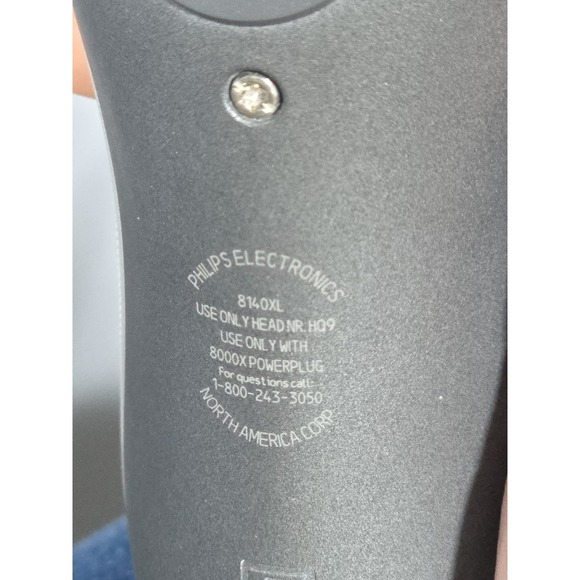 PHILIPS ELECTRONICS
8140XL
USE ONLY HEAD NR. HQ9
USE ONLY WITH
8000X POWERPLUG
For questions call:
1-800-243-3050
NORTH AMERICA CORP